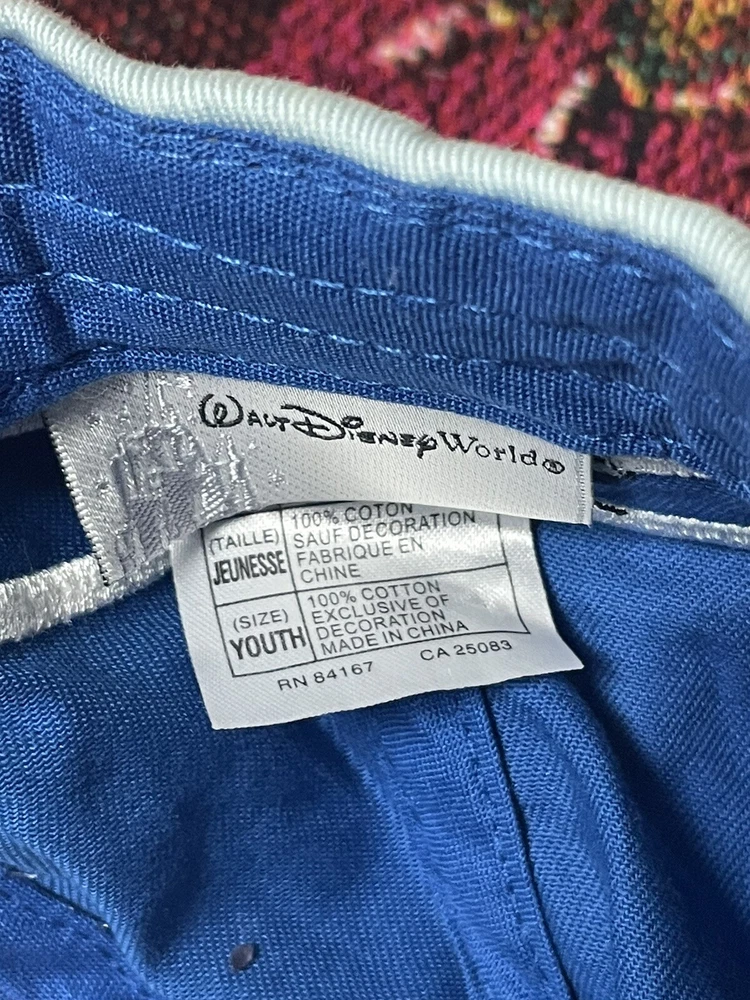 Walt Disney World®
(TAILLE)
JEUNESSE
100% COTON
SAUF DECORATION
FABRIQUE EN
CHINE
(SIZE)
YOUTH
100% COTTON
EXCLUSIVE OF
DECORATION
MADE IN CHINA
RN 84167 CA 25083